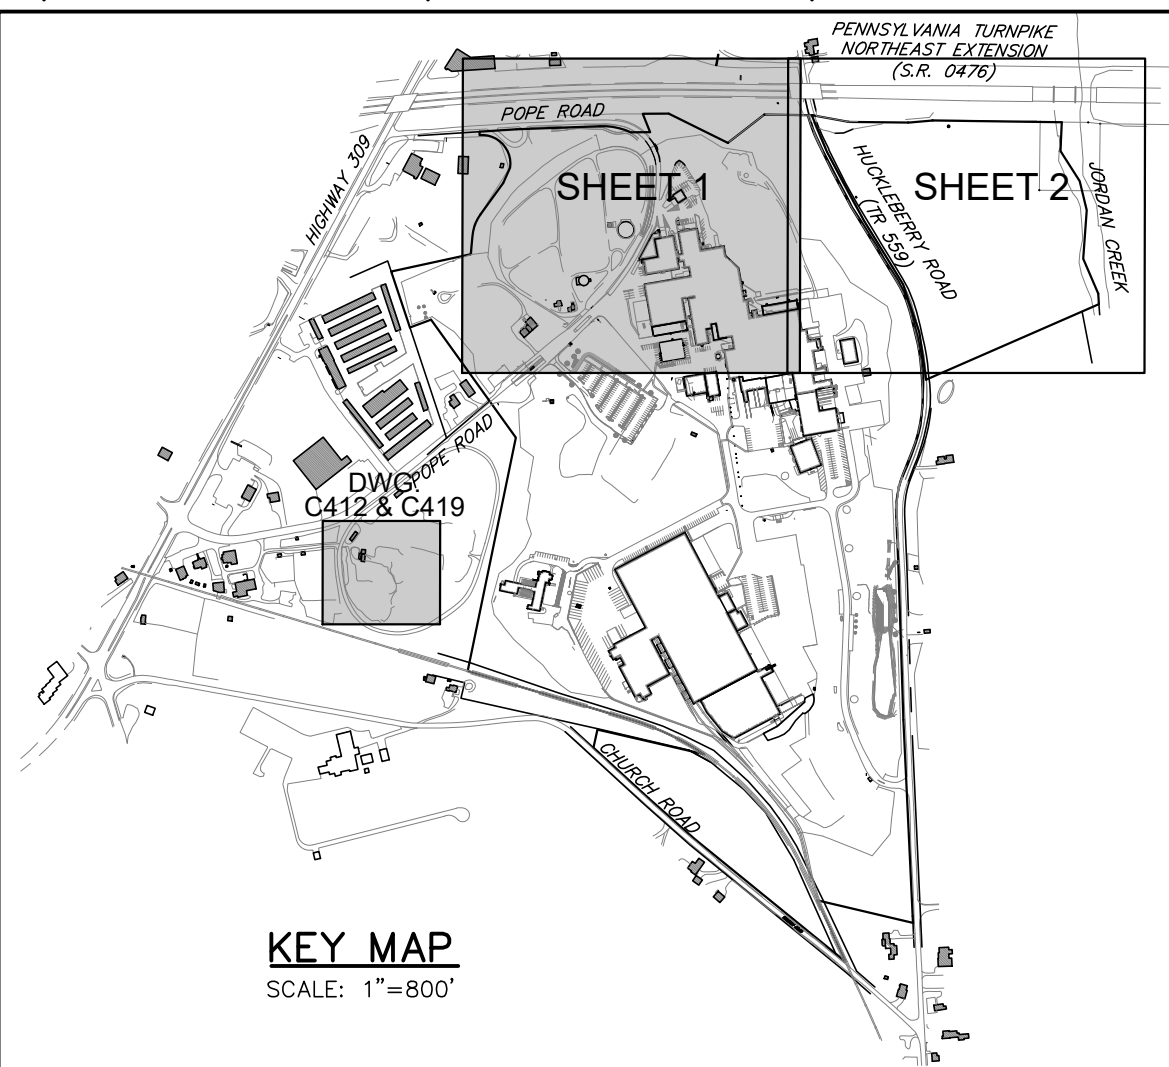 PENNSYLVANIA TURNPIKE
NORTHEAST EXTENSION
(S.R. 0476)
POPE ROAD
HIGHWAY 309
SHEET 1
SHEET 2
HUCKLEBERRY ROAD
(TR 559)
JORDAN CREEK
POPE ROAD
DWG.
C412 & C419
CHURCH ROAD
KEY MAP
SCALE: 1"=800'